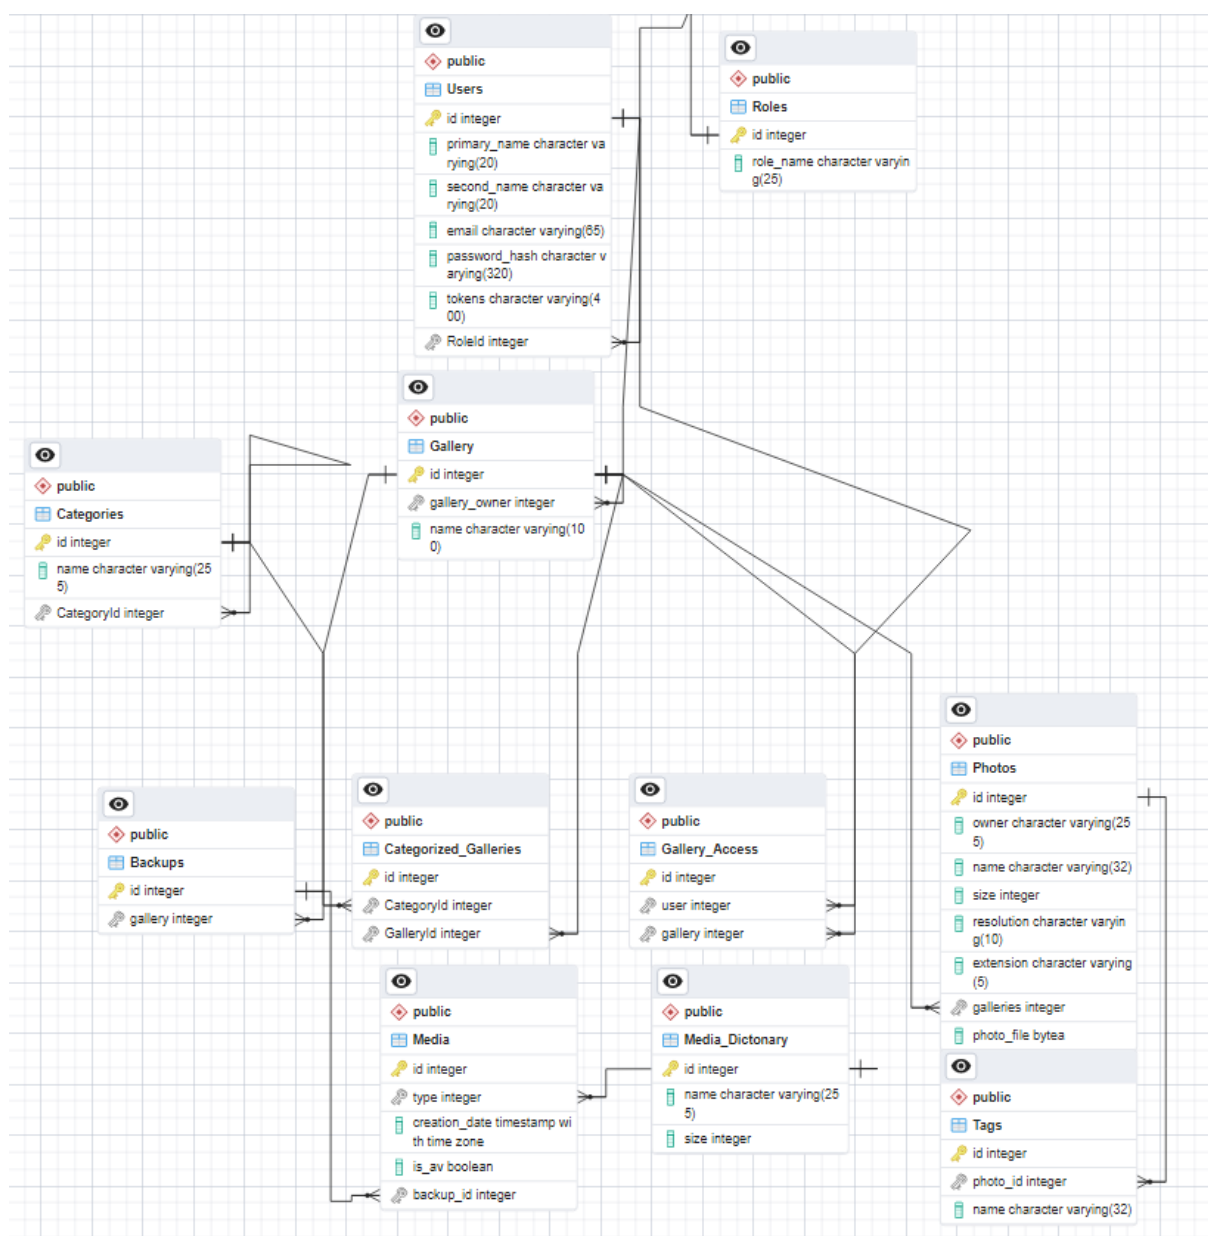 public
Users
id integer
primary_name character va
rying(20)
second_name character va
rying(20)
email character varying(65)
password_hash character v
arying(320)
tokens character varying(4
00)
RoleId integer
public
Roles
id integer
role_name character varyin
g(25)
public
Gallery
id integer
gallery_owner integer
name character varying(10
0)
public
Categories
id integer
name character varying(25
5)
CategoryId integer
public
Backups
id integer
gallery integer
public
Categorized_Galleries
id integer
CategoryId integer
GalleryId integer
public
Gallery_Access
id integer
user integer
gallery integer
public
Photos
id integer
owner character varying(25
5)
name character varying(32)
size integer
resolution character varyin
g(10)
extension character varying
(5)
galleries integer
photo_file bytea
public
Media
id integer
type integer
creation_date timestamp wi
th time zone
is_av boolean
backup_id integer
public
Media_Dictonary
id integer
name character varying(25
5)
size integer
public
Tags
id integer
photo_id integer
name character varying(32)